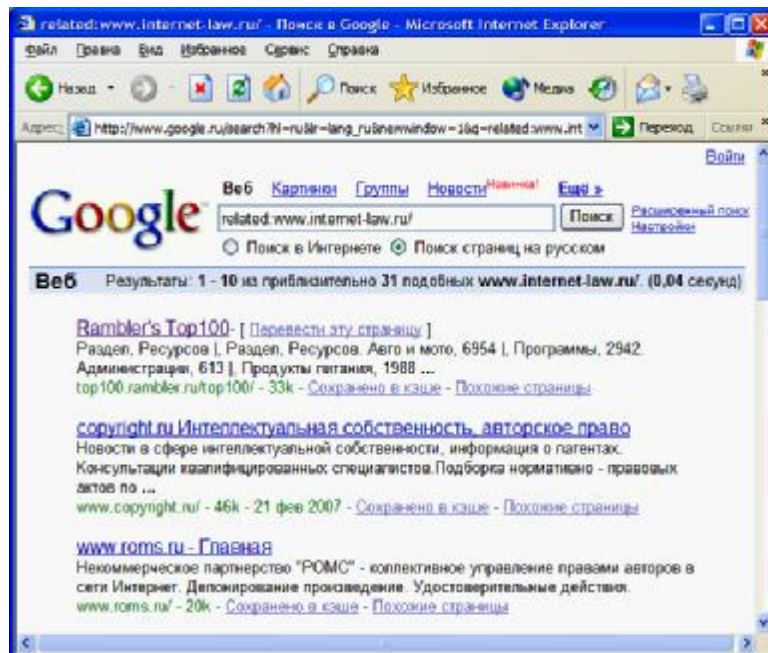 related:www.internet-law.ru/ - Поиск в Google - Microsoft Internet Explorer
Файл Правка Вид Избранное Сервис Справка
Назад Поиск Избранное Медиа
Адрес: http://www.google.ru/search?hl=ru&lr=lang_ru&newwindow=1&q=related:www.int Переход Ссылки
Войти
Веб Картинки Группы Новости Новинка! Ещё »
Google
related:www.internet-law.ru/ Поиск Расширенный поиск
Настройки
Поиск в Интернете Поиск страниц на русском
Веб Результаты: 1 - 10 из приблизительно 31 подобных www.internet-law.ru/. (0,04 секунд)
Rambler's Top100- [ Перевести эту страницу ]
Раздел, Ресурсов |, Раздел, Ресурсов. Авто и мото, 6954 |, Программы, 2942.
Администрации, 613 |, Продукты питания, 1988 ...
top100.rambler.ru/top100/ - 33k - Сохранено в кэше - Похожие страницы
copyright.ru Интеллектуальная собственность, авторское право
Новости в сфере интеллектуальной собственности, информация о патентах.
Консультации квалифицированных специалистов.Подборка нормативно - правовых
актов по ...
www.copyright.ru/ - 46k - 21 фев 2007 - Сохранено в кэше - Похожие страницы
www.roms.ru - Главная
Некоммерческое партнерство "РОМС" - коллективное управление правами авторов в
сети Интернет. Депонирование произведение. Удостоверительные действия.
www.roms.ru/ - 20k - Сохранено в кэше - Похожие страницы